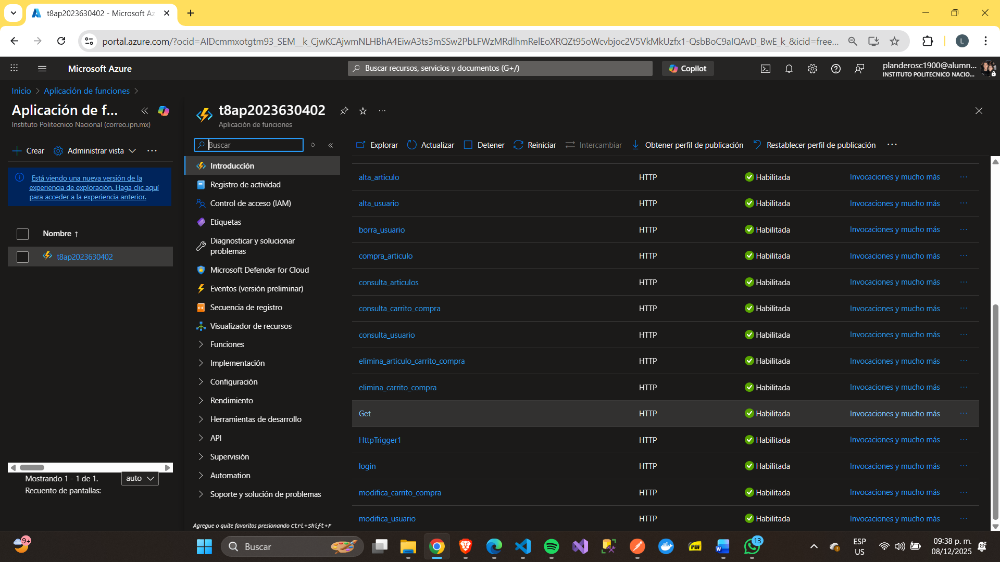 t8ap2023630402 - Microsoft Az
portal.azure.com/?ocid=AIDcmmxotgtm93_SEM__k_CjwKCAjwmNLHBhA4EiwA3ts3mSSw2PbLFWzMRdlhmRelEoXRQZt95oWcvbjoc2V5VkMkUzfx1-QsbBoC9aIQAvD_BwE_k_&icid=free...
L
Microsoft Azure
Buscar recursos, servicios y documentos (G+/)
Copilot
planderosc1900@alumn...
INSTITUTO POLITECNICO NACIO...
Inicio > Aplicación de funciones >
Aplicación de f...
Instituto Politecnico Nacional (correo.ipn.mx)
Crear
Administrar vista
Está viendo una nueva versión de la
experiencia de exploración. Haga clic aquí
para acceder a la experiencia anterior.
Nombre ↑
t8ap2023630402
Mostrando 1 - 1 de 1.
Recuento de pantallas:
auto
t8ap2023630402
Aplicación de funciones
Buscar
Introducción
Registro de actividad
Control de acceso (IAM)
Etiquetas
Diagnosticar y solucionar
problemas
Microsoft Defender for Cloud
Eventos (versión preliminar)
Secuencia de registro
Visualizador de recursos
Funciones
Implementación
Configuración
Rendimiento
Herramientas de desarrollo
API
Supervisión
Automation
Soporte y solución de problemas
Agregue o quite favoritos presionando Ctrl+Shift+F
Explorar
Actualizar
Detener
Reiniciar
Intercambiar
Obtener perfil de publicación
Restablecer perfil de publicación
alta_articulo HTTP Habilitada Invocaciones y mucho más
alta_usuario HTTP Habilitada Invocaciones y mucho más
borra_usuario HTTP Habilitada Invocaciones y mucho más
compra_articulo HTTP Habilitada Invocaciones y mucho más
consulta_articulos HTTP Habilitada Invocaciones y mucho más
consulta_carrito_compra HTTP Habilitada Invocaciones y mucho más
consulta_usuario HTTP Habilitada Invocaciones y mucho más
elimina_articulo_carrito_compra HTTP Habilitada Invocaciones y mucho más
elimina_carrito_compra HTTP Habilitada Invocaciones y mucho más
Get HTTP Habilitada Invocaciones y mucho más
HttpTrigger1 HTTP Habilitada Invocaciones y mucho más
login HTTP Habilitada Invocaciones y mucho más
modifica_carrito_compra HTTP Habilitada Invocaciones y mucho más
modifica_usuario HTTP Habilitada Invocaciones y mucho más
9+
Buscar
PDF
13
ESP
US
09:38 p. m.
08/12/2025